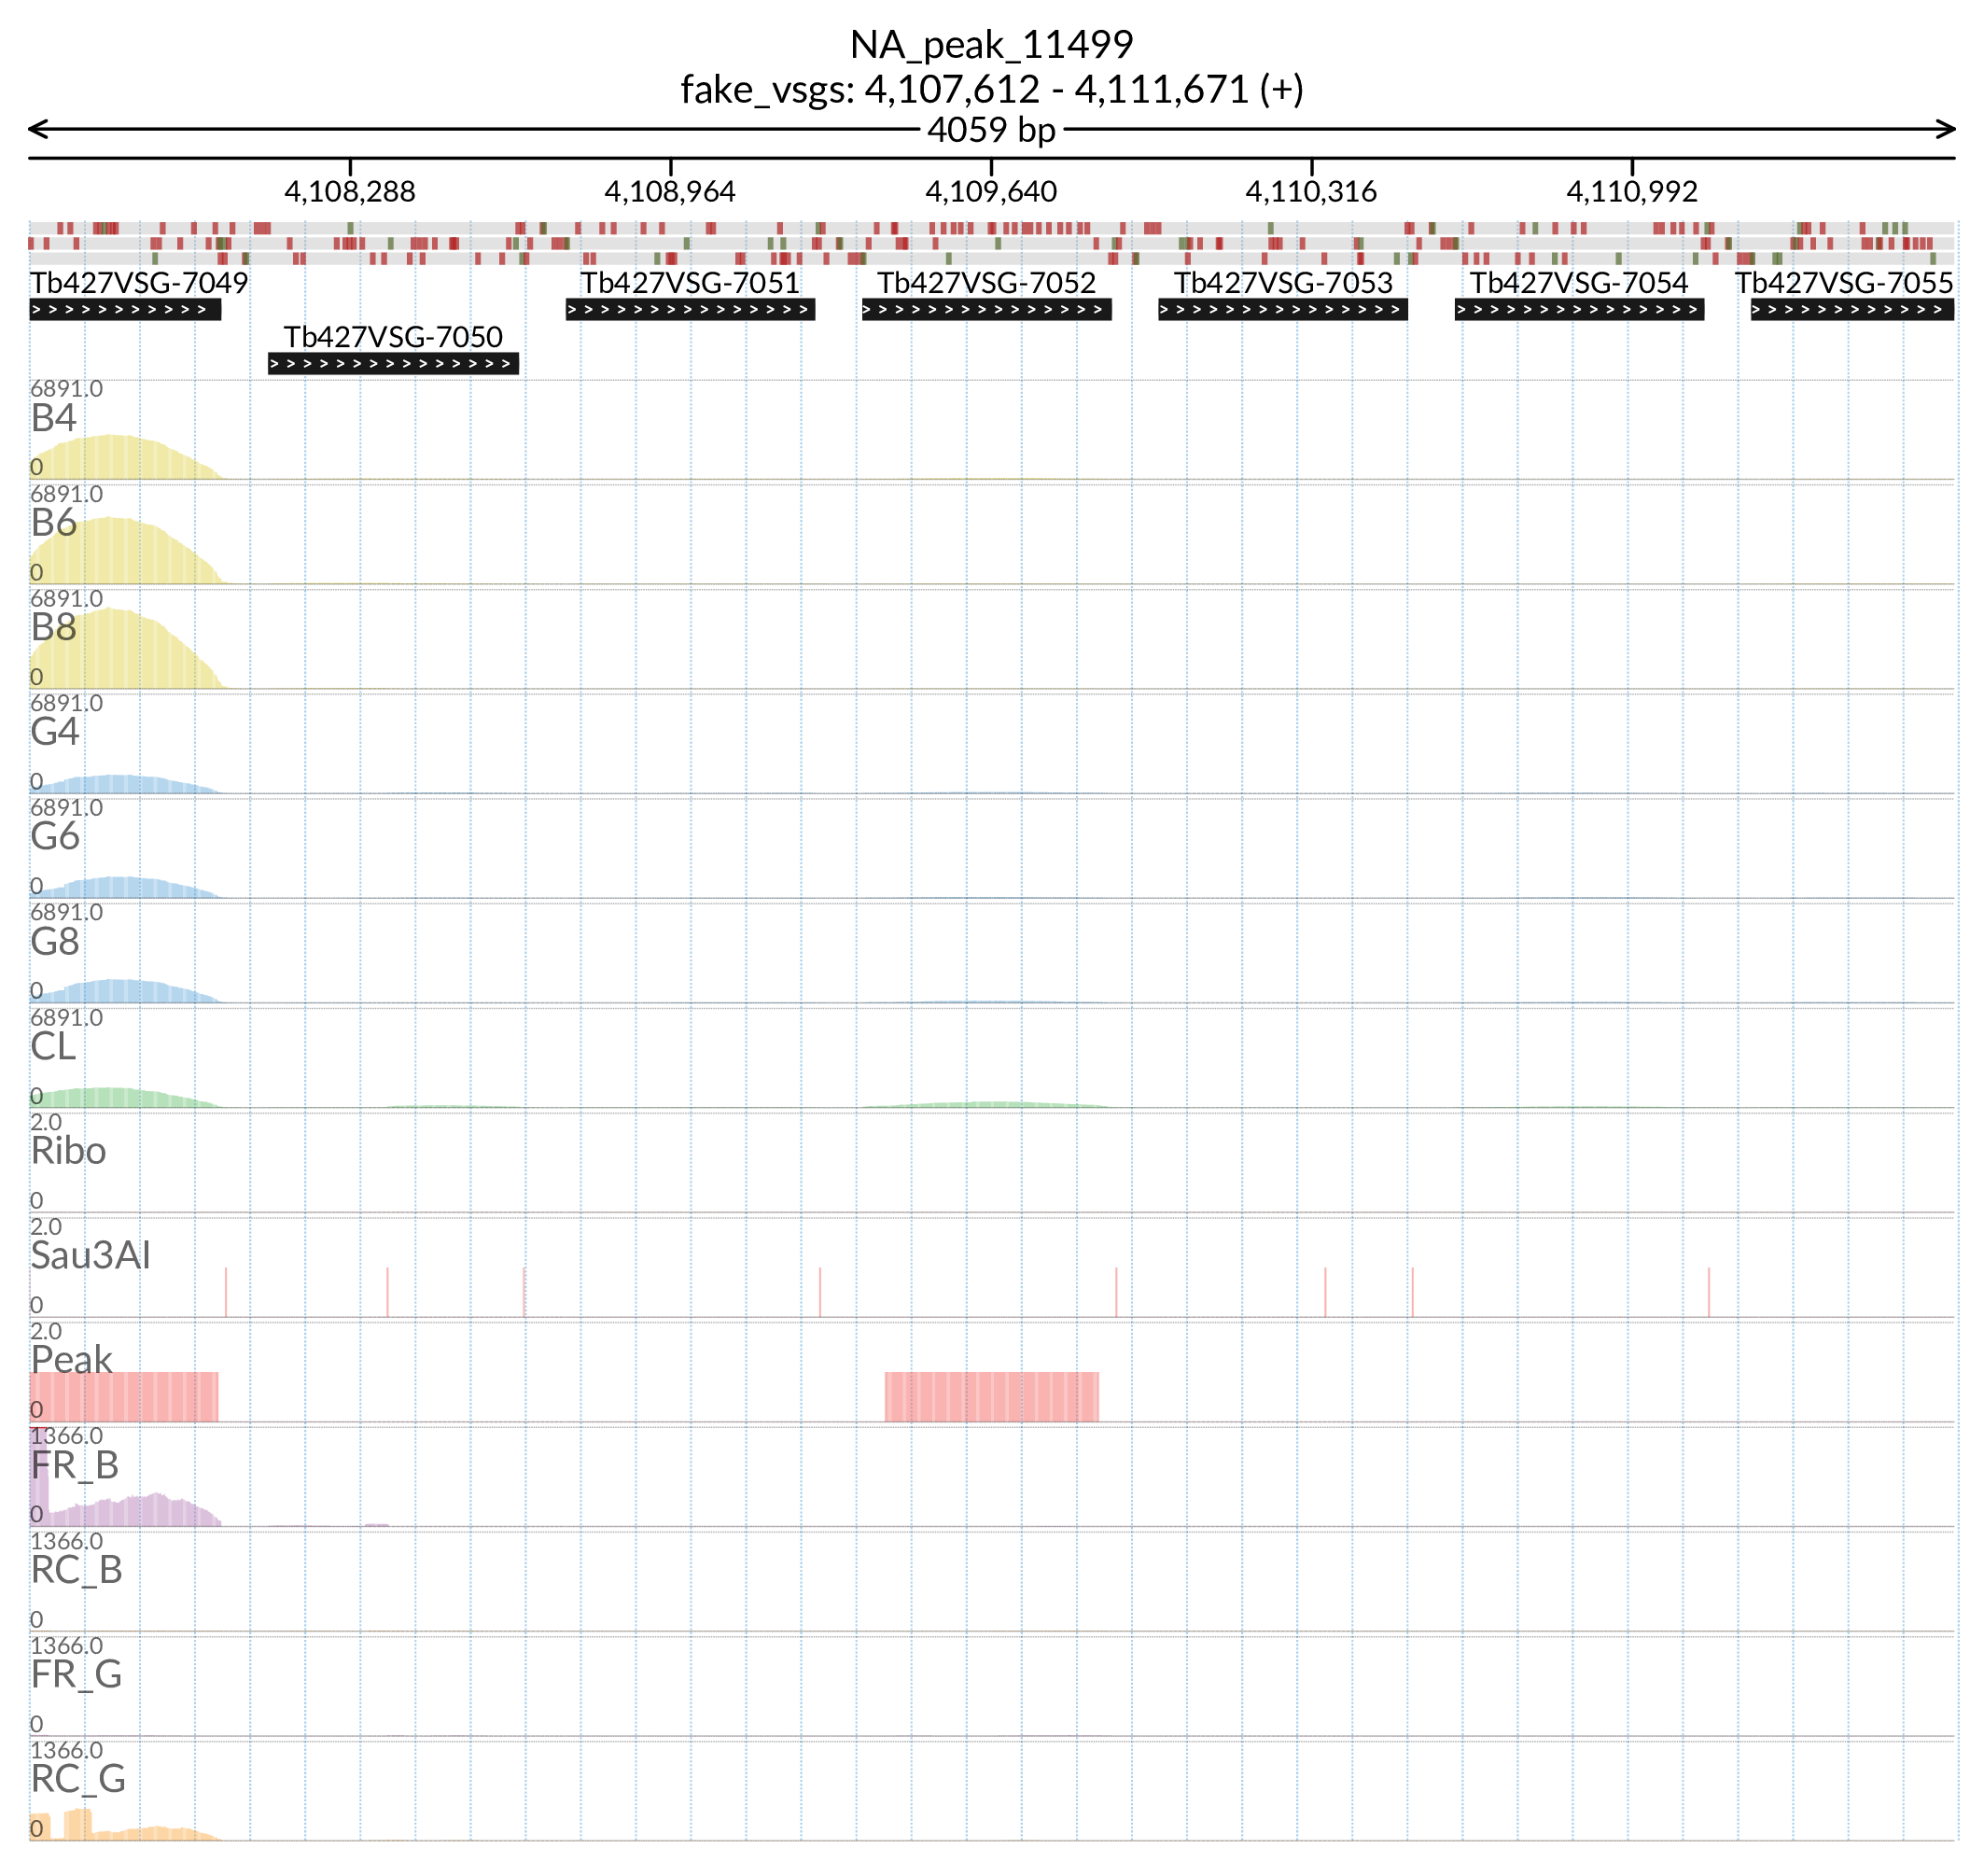 NA_peak_11499
fake_vsgs: 4,107,612 - 4,111,671 (+)
4059 bp
4,108,288 4,108,964 4,109,640 4,110,316 4,110,992
Tb427VSG-7049 Tb427VSG-7051 Tb427VSG-7052 Tb427VSG-7053 Tb427VSG-7054 Tb427VSG-7055
Tb427VSG-7050
6891.0
B4
0
6891.0
B6
0
6891.0
B8
0
6891.0
G4
0
6891.0
G6
0
6891.0
G8
0
6891.0
CL
0
2.0
Ribo
0
2.0
Sau3AI
0
2.0
Peak
0
1366.0
FR_B
0
1366.0
RC_B
0
1366.0
FR_G
0
1366.0
RC_G
0